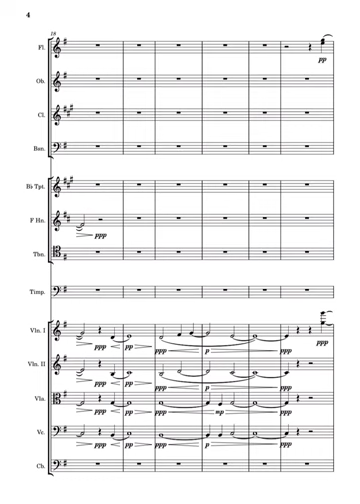 4
18
Fl.
pp
Ob.
Cl.
Bsn.
B♭ Tpt.
F Hn.
ppp
Tbn.
Timp.
Vln. I
ppp pp ppp p ppp ppp
Vln. II
ppp pp ppp p ppp
Vla.
ppp pp ppp mp ppp
Vc.
ppp pp ppp p ppp
Cb.